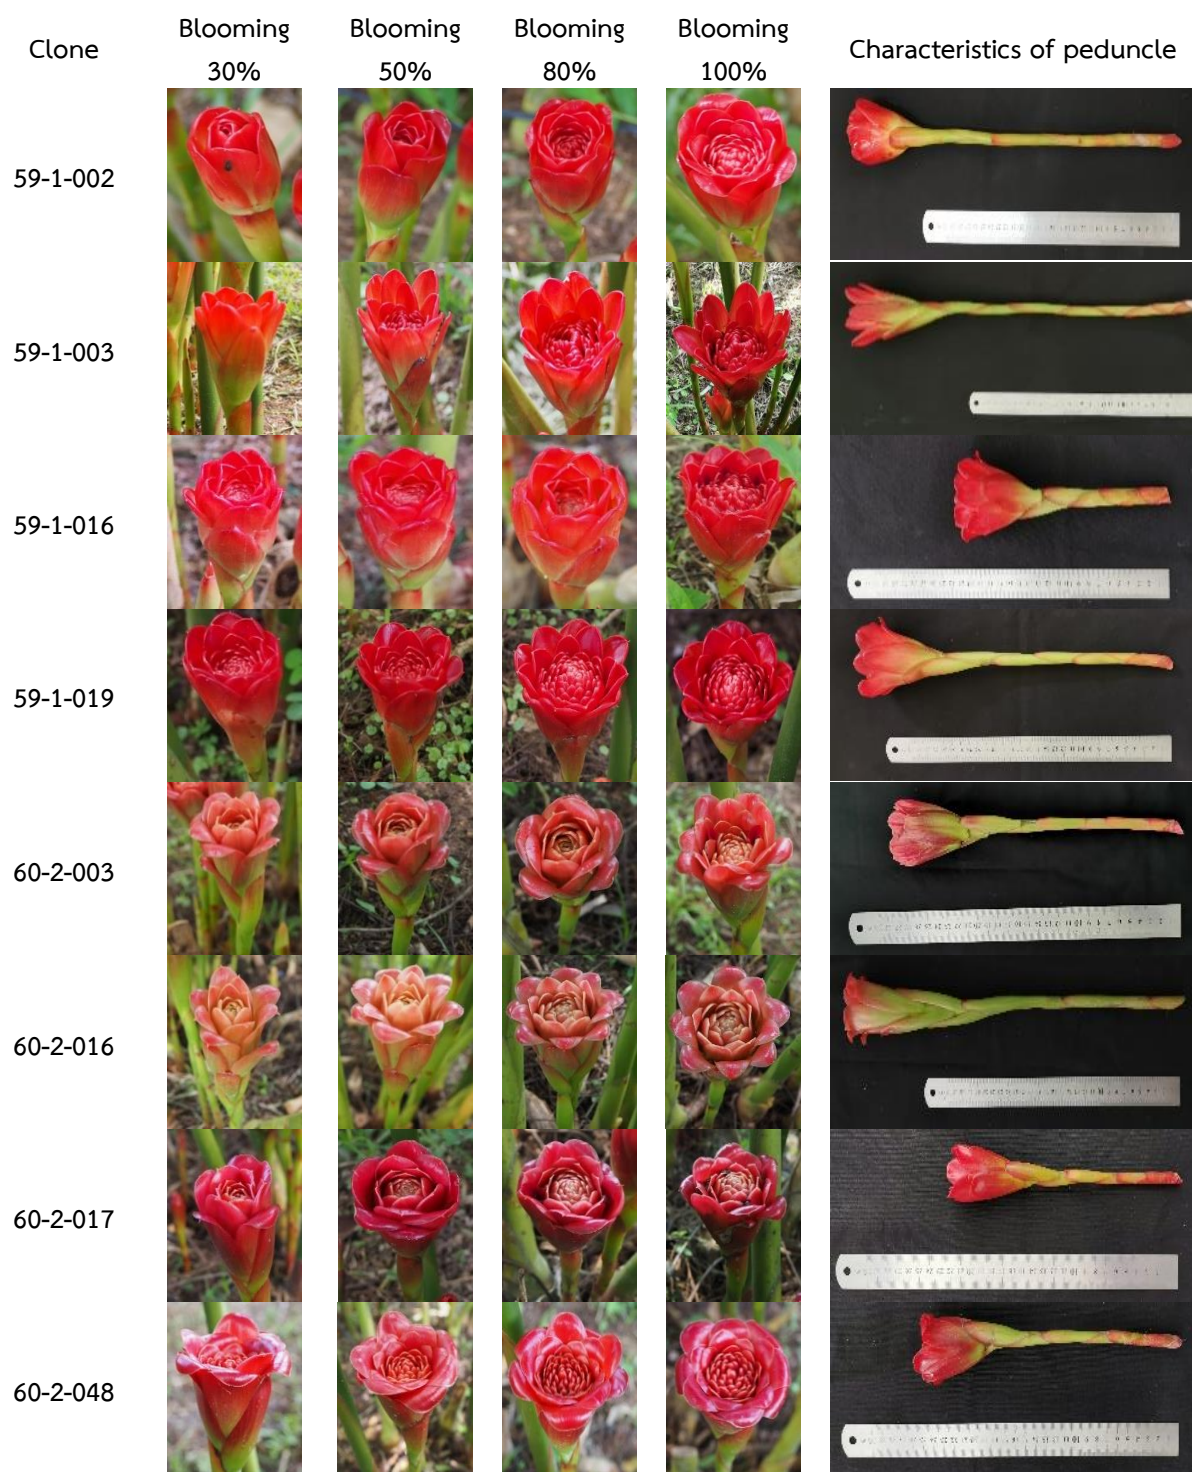 Clone
Blooming 30%
Blooming 50%
Blooming 80%
Blooming 100%
Characteristics of peduncle
59-1-002
59-1-003
59-1-016
59-1-019
60-2-003
60-2-016
60-2-017
60-2-048